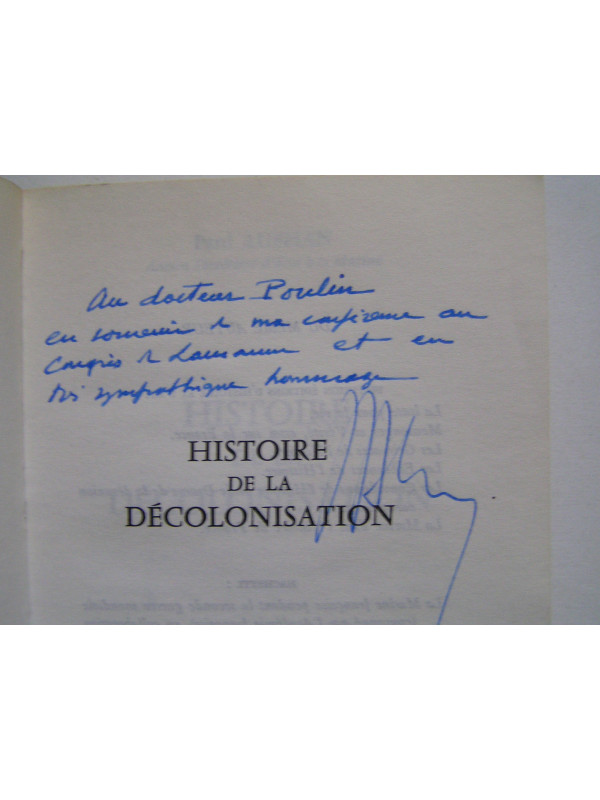 Au docteur Poulin
en souvenir de ma conférence au
Congrès de Lausanne et en
très sympathique hommage
HISTOIRE
DE LA
DÉCOLONISATION